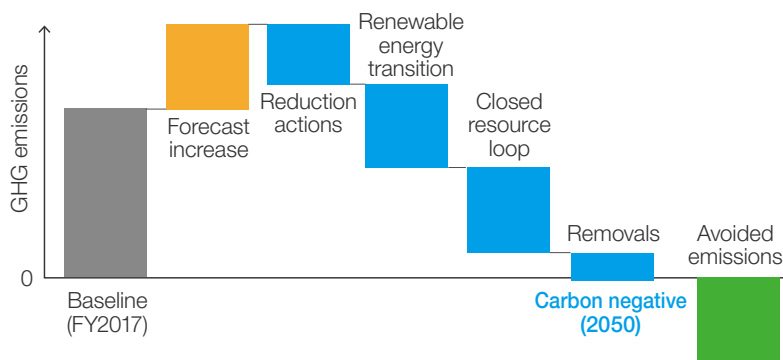 GHG emissions
0
Baseline
(FY2017)
Forecast
increase
Reduction
actions
Renewable
energy
transition
Closed
resource
loop
Removals
Carbon negative
(2050)
Avoided
emissions